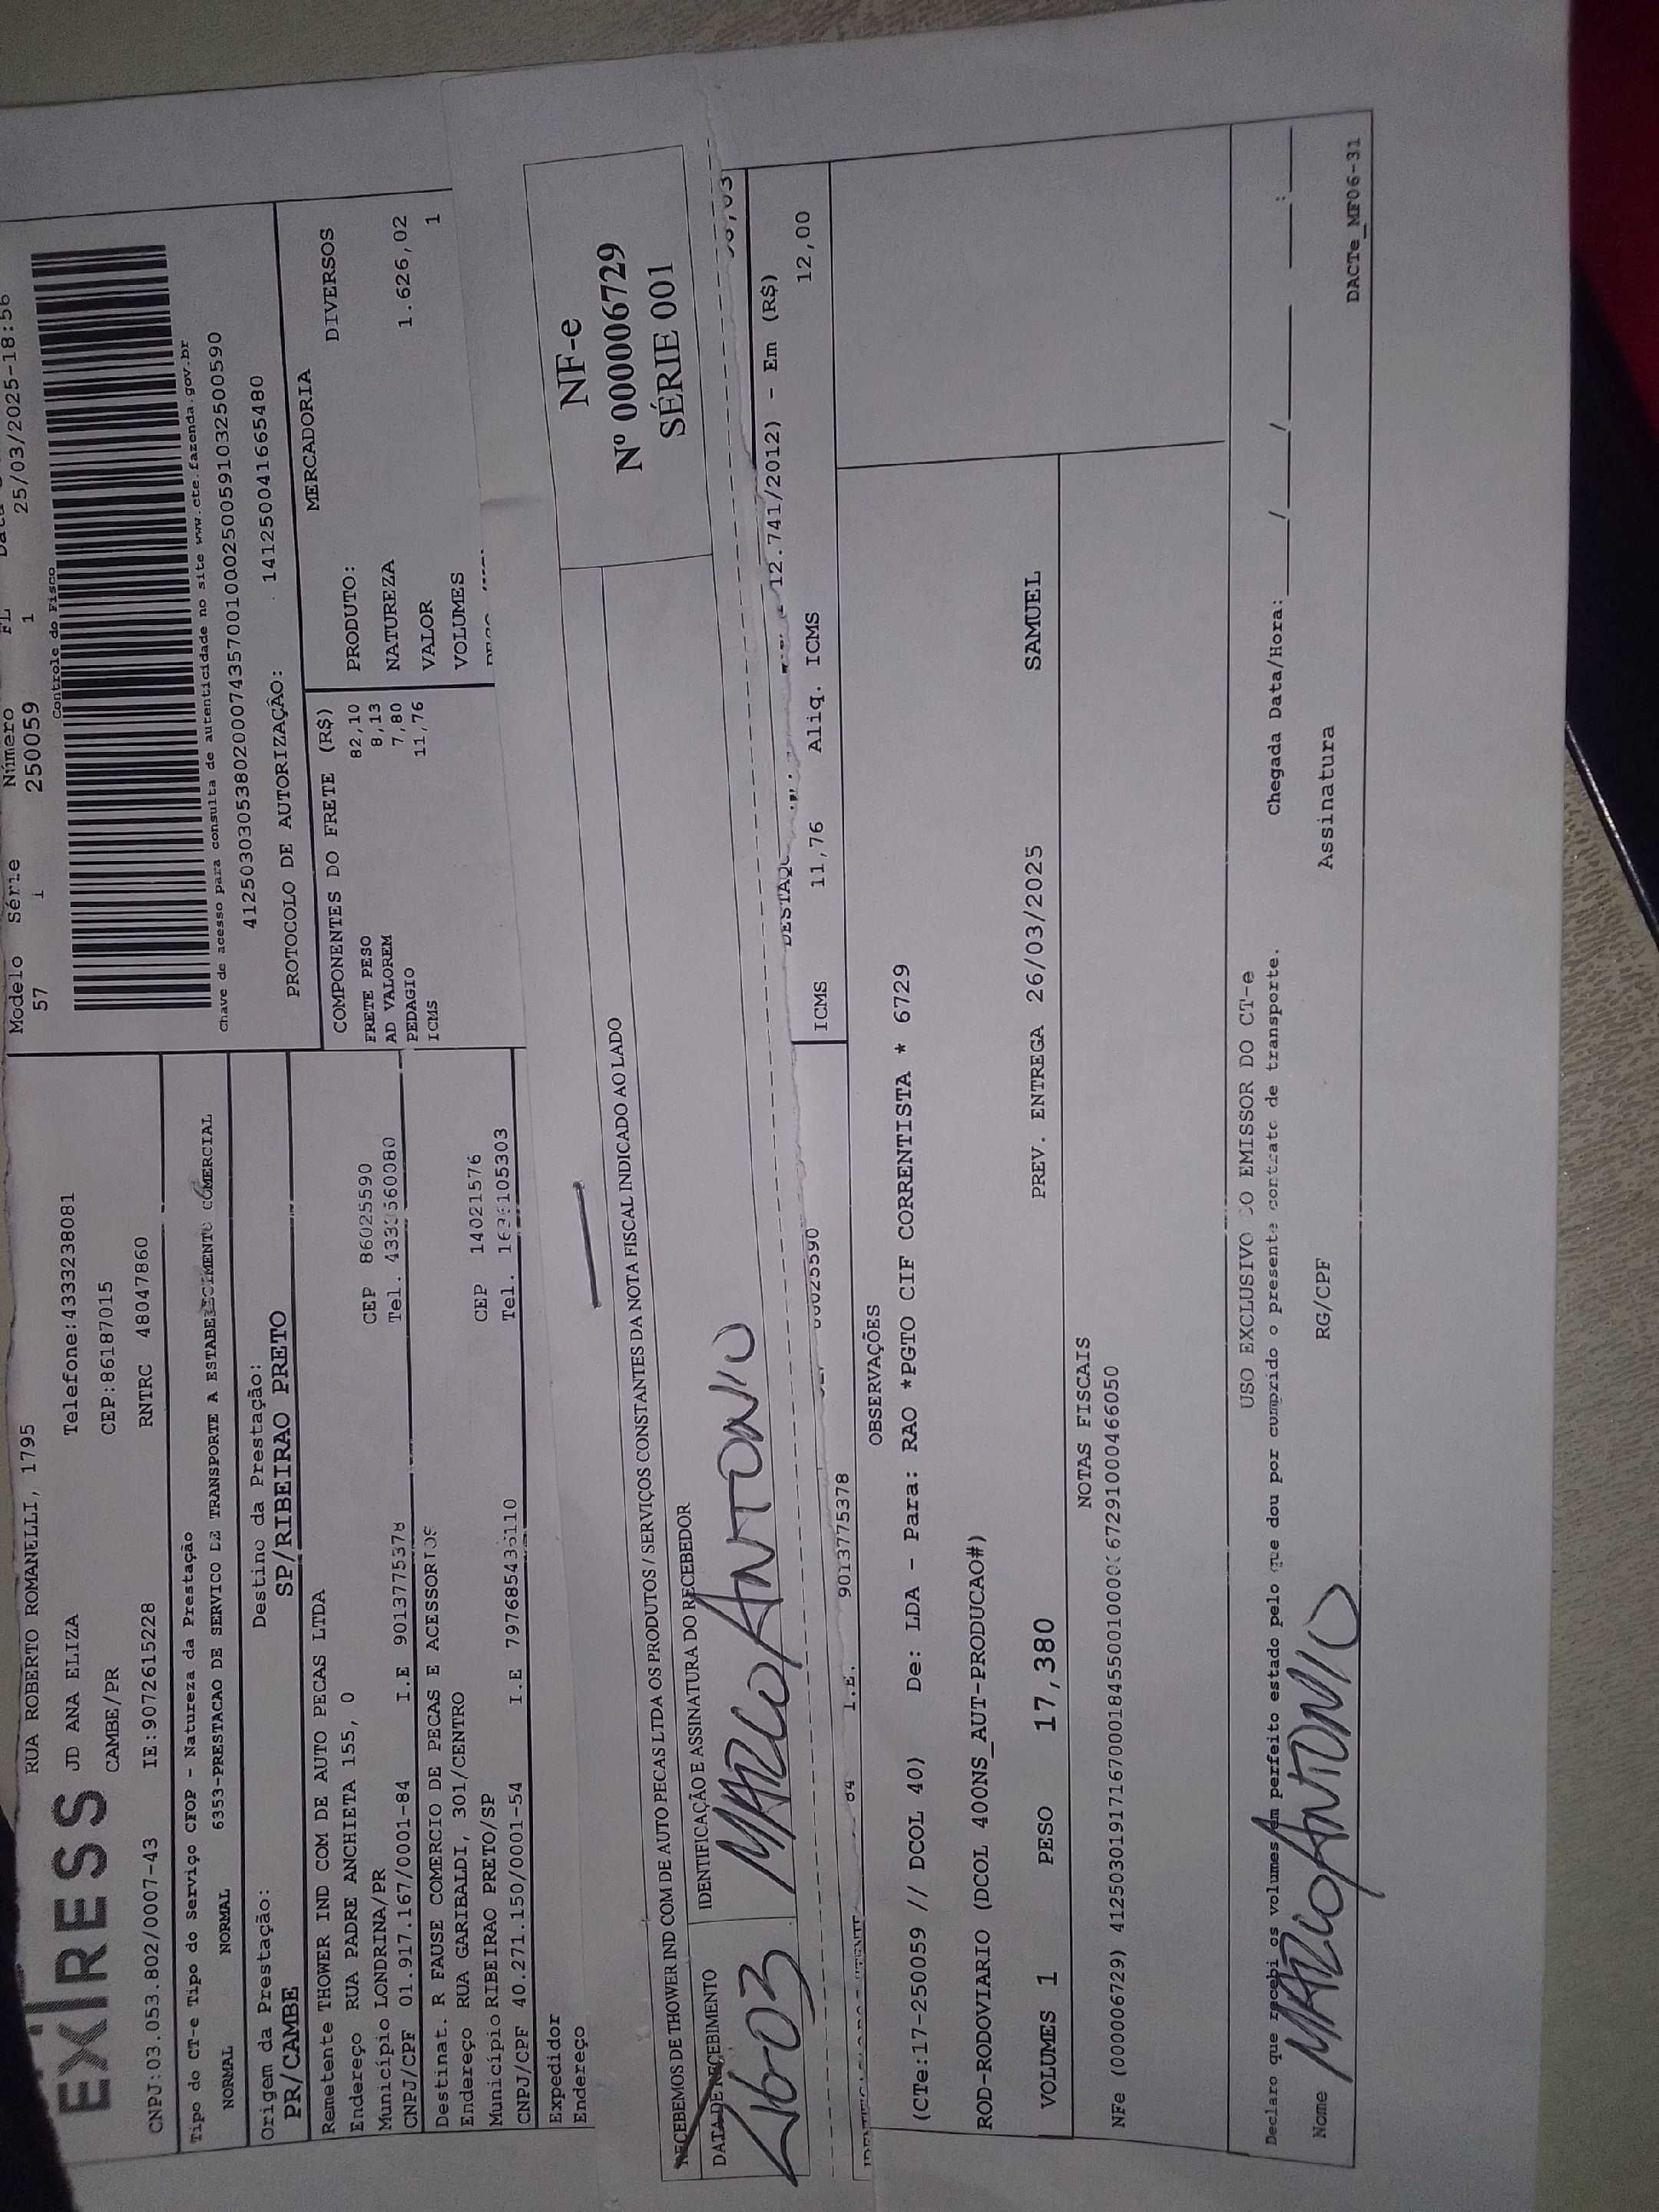 EXPRESS
RUA ROBERTO ROMANELLI, 1795
JD ANA ELIZA Telefone:4333238081
CAMBE/PR CEP:86187015
CNPJ:03.053.802/0007-43 IE:9072615228 RNTRC 48047860
Modelo Série Número FL
57 1 250059 1 25/03/2025-18:56
Controle do Fisco
Chave de acesso para consulta de autenticidade no site www.cte.fazenda.gov.br
41250303053802000743570010002500591032500590
PROTOCOLO DE AUTORIZAÇÃO: 141250041665480
Tipo do CT-e Tipo do Serviço CFOP - Natureza da Prestação
NORMAL NORMAL 6353-PRESTACAO DE SERVICO DE TRANSPORTE A ESTABELECIMENTO COMERCIAL
Origem da Prestação: Destino da Prestação:
PR/CAMBE SP/RIBEIRAO PRETO
Remetente THOWER IND COM DE AUTO PECAS LTDA
Endereço RUA PADRE ANCHIETA 155, 0 CEP 86025590
Município LONDRINA/PR Tel.
CNPJ/CPF 01.917.167/0001-84 I.E 9013775378
Destinat. R FAUSE COMERCIO DE PECAS E ACESSORIOS
Endereço RUA GARIBALDI, 301/CENTRO CEP 14021576
Município RIBEIRAO PRETO/SP Tel.
CNPJ/CPF 40.271.150/0001-54 I.E
Expedidor
Endereço
COMPONENTES DO FRETE (R$)
FRETE PESO 82,10
AD VALOREM 8,13
PEDAGIO 7,80
ICMS 11,76
MERCADORIA
PRODUTO: DIVERSOS
NATUREZA
VALOR 1.626,02
VOLUMES 1
RECEBEMOS DE THOWER IND COM DE AUTO PECAS LTDA OS PRODUTOS / SERVIÇOS CONSTANTES DA NOTA FISCAL INDICADO AO LADO
DATA DE RECEBIMENTO IDENTIFICAÇÃO E ASSINATURA DO RECEBEDOR
2603 MARCO ANTONIO
NF-e
Nº 000006729
SÉRIE 001
12.741/2012) - Em (R$)
I.E. 9013775378
ICMS 11,76 Aliq. ICMS 12,00
OBSERVAÇÕES
(CTe:17-250059 // DCOL 40) De: LDA - Para: RAO *PGTO CIF CORRENTISTA * 6729
ROD-RODOVIARIO (DCOL 400NS_AUT-PRODUCAO#)
VOLUMES 1 PESO 17,380 PREV. ENTREGA 26/03/2025 SAMUEL
NOTAS FISCAIS
NFe (000006729) 41250301917167000184550010000067291000466050
USO EXCLUSIVO DO EMISSOR DO CT-e
Declaro que recebi os volumes em perfeito estado pelo que dou por cumprido o presente contrato de transporte. Chegada Data/Hora: ____/____/____ ____:____
Nome MARCO ANTONIO RG/CPF Assinatura
DACTe_MF06-31